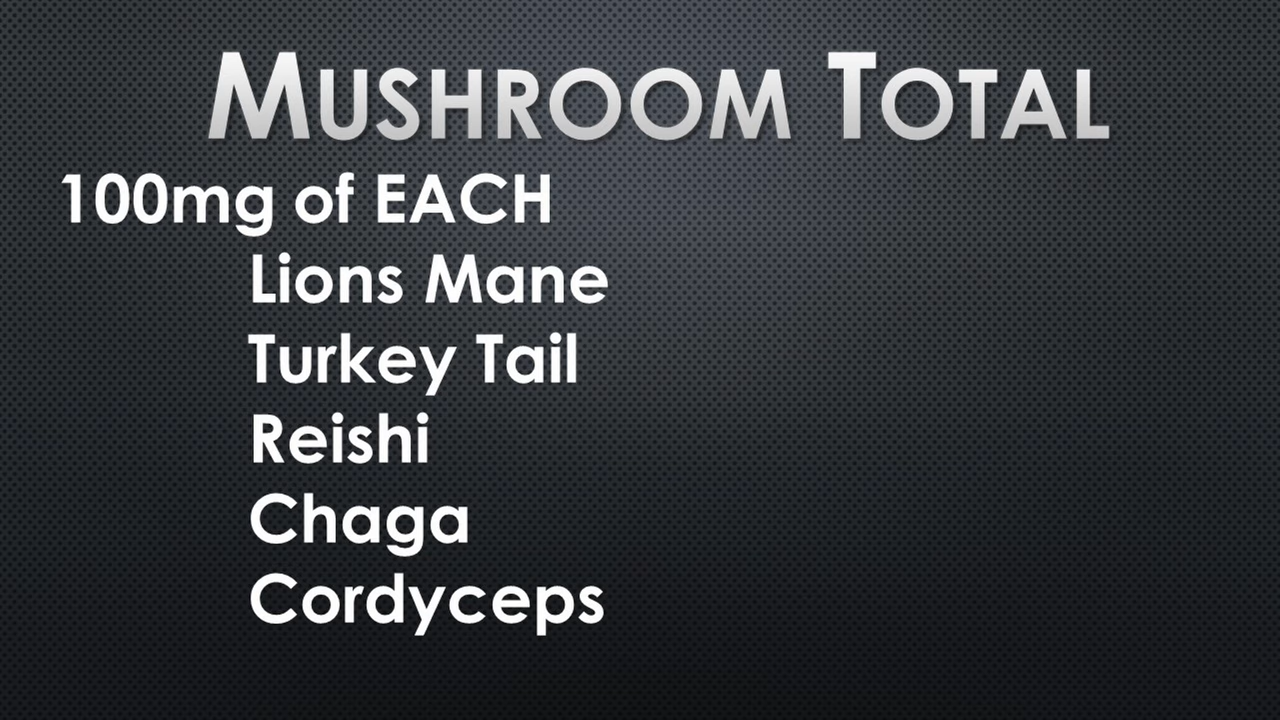 MUSHROOM TOTAL
100mg of EACH
Lions Mane
Turkey Tail
Reishi
Chaga
Cordyceps